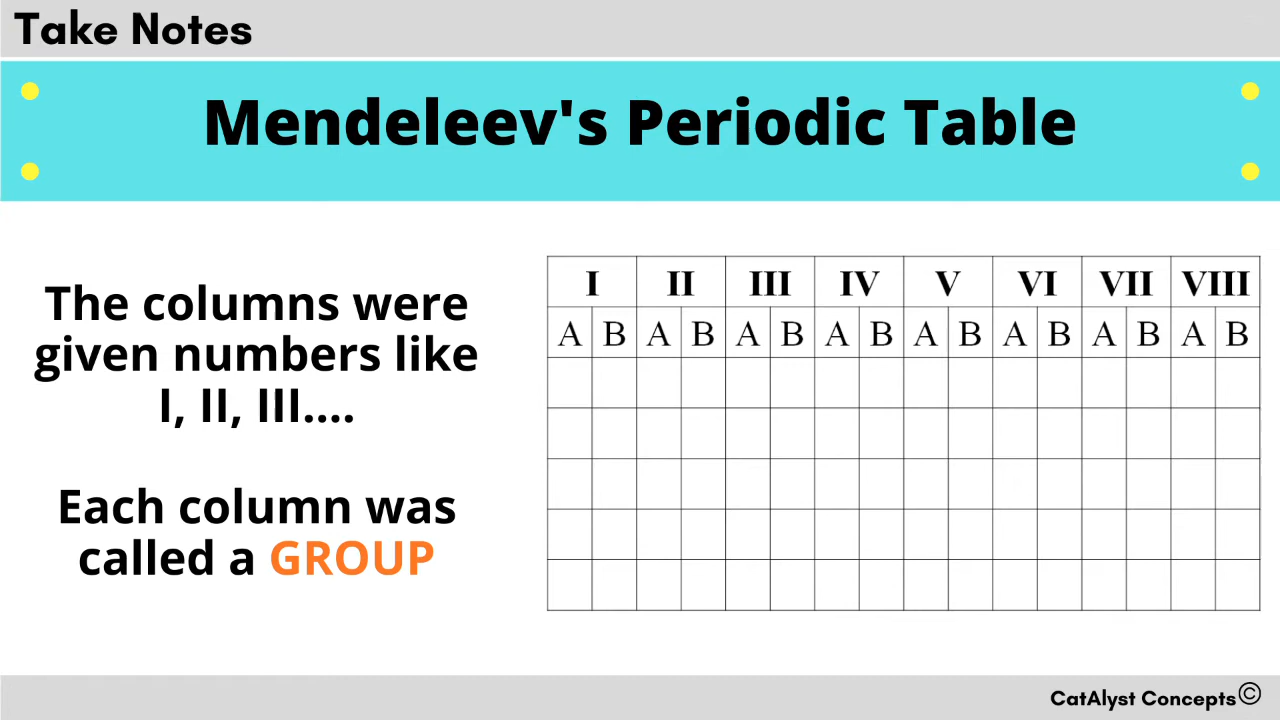 Take Notes
Mendeleev's Periodic Table
The columns were
given numbers like
I, II, III....
Each column was
called a GROUP
I II III IV V VI VII VIII
A B A B A B A B A B A B A B A B
CatAlyst Concepts©